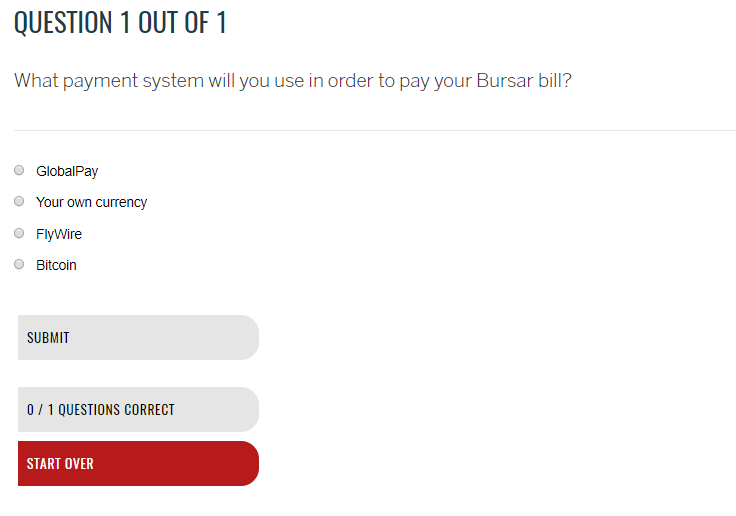 QUESTION 1 OUT OF 1
What payment system will you use in order to pay your Bursar bill?
GlobalPay
Your own currency
FlyWire
Bitcoin
SUBMIT
0 / 1 QUESTIONS CORRECT
START OVER